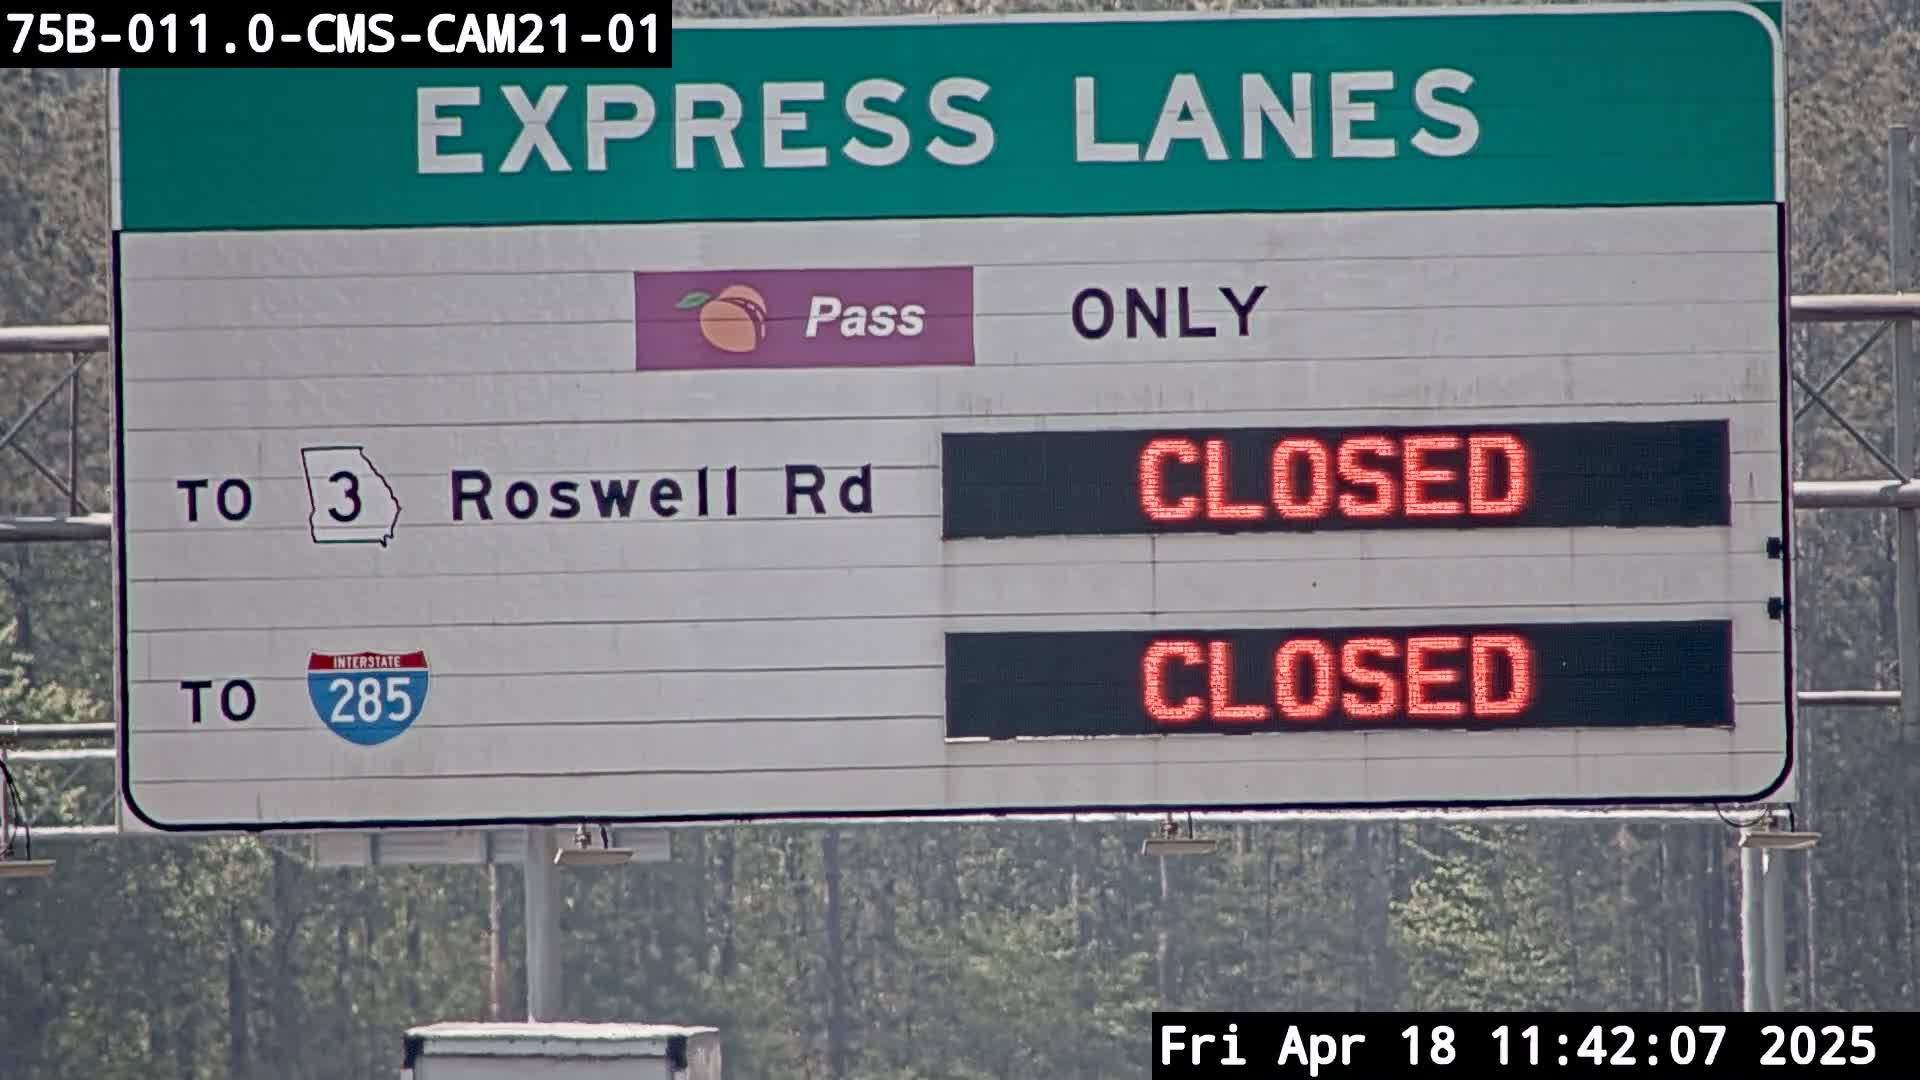 75B-011.0-CMS-CAM21-01
EXPRESS LANES
Pass ONLY
TO 3 Roswell Rd CLOSED
INTERSTATE
TO 285 CLOSED
Fri Apr 18 11:42:07 2025